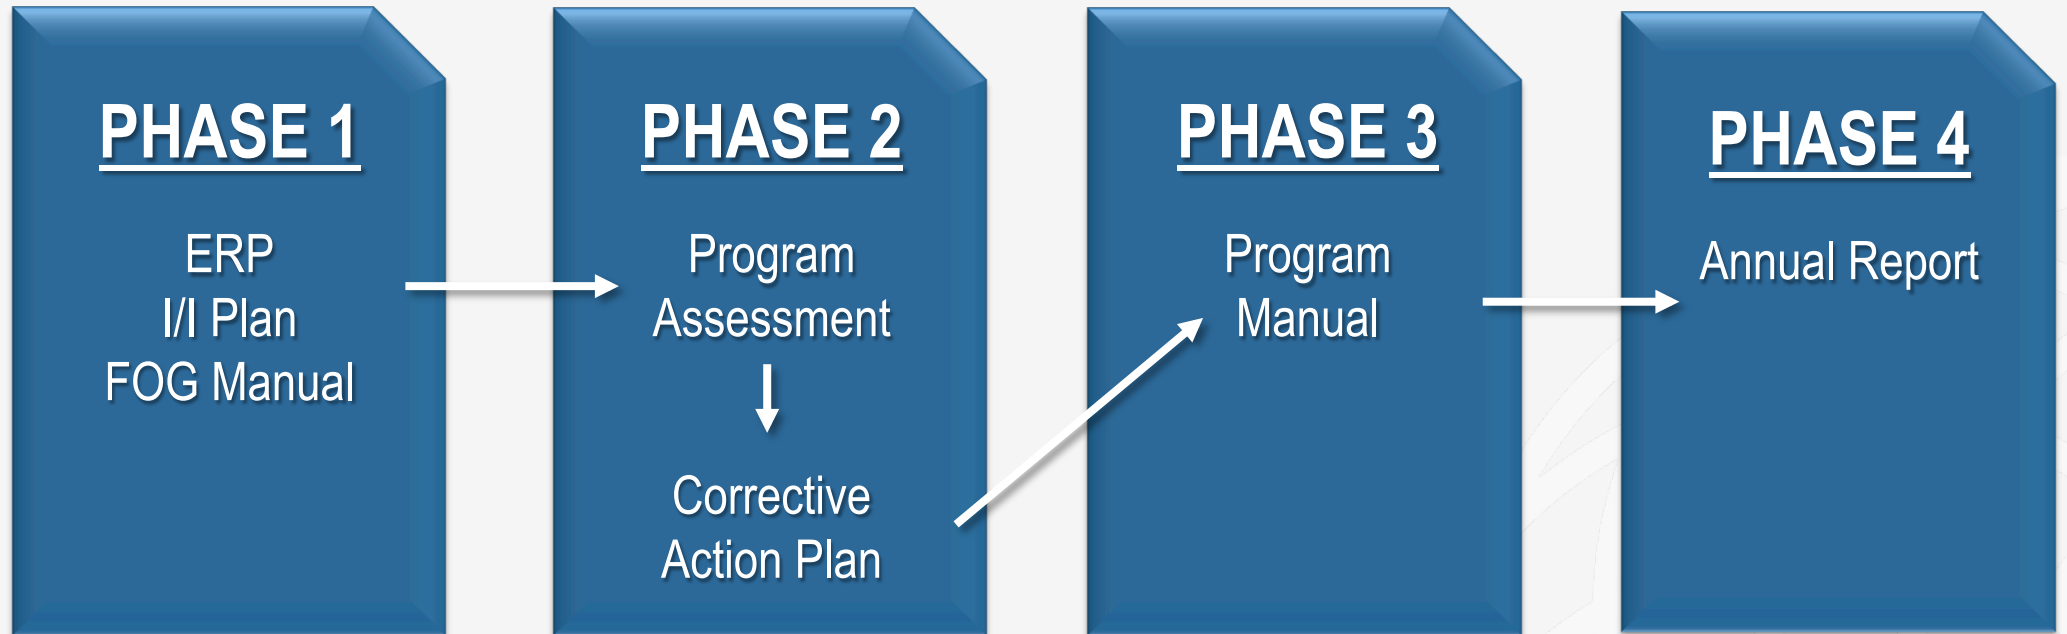 PHASE 1
ERP
I/I Plan
FOG Manual
PHASE 2
Program
Assessment
Corrective
Action Plan
PHASE 3
Program
Manual
PHASE 4
Annual Report